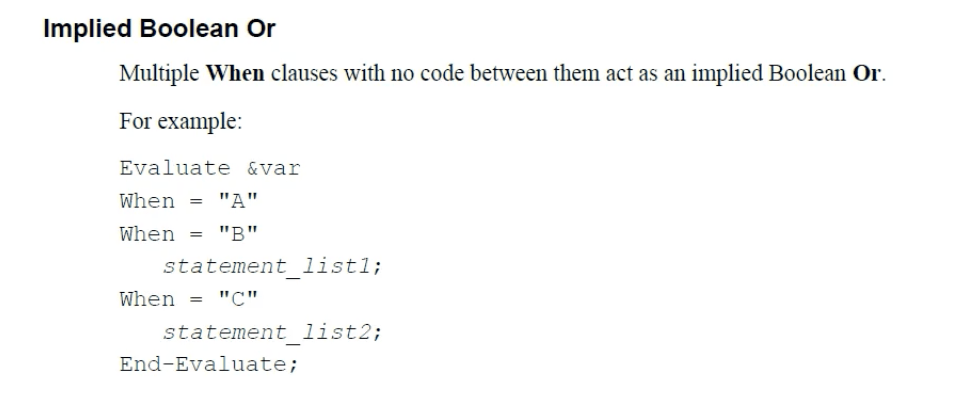 Implied Boolean Or
Multiple When clauses with no code between them act as an implied Boolean Or.
For example:
Evaluate &var
When = "A"
When = "B"
statement_list1;
When = "C"
statement_list2;
End-Evaluate;